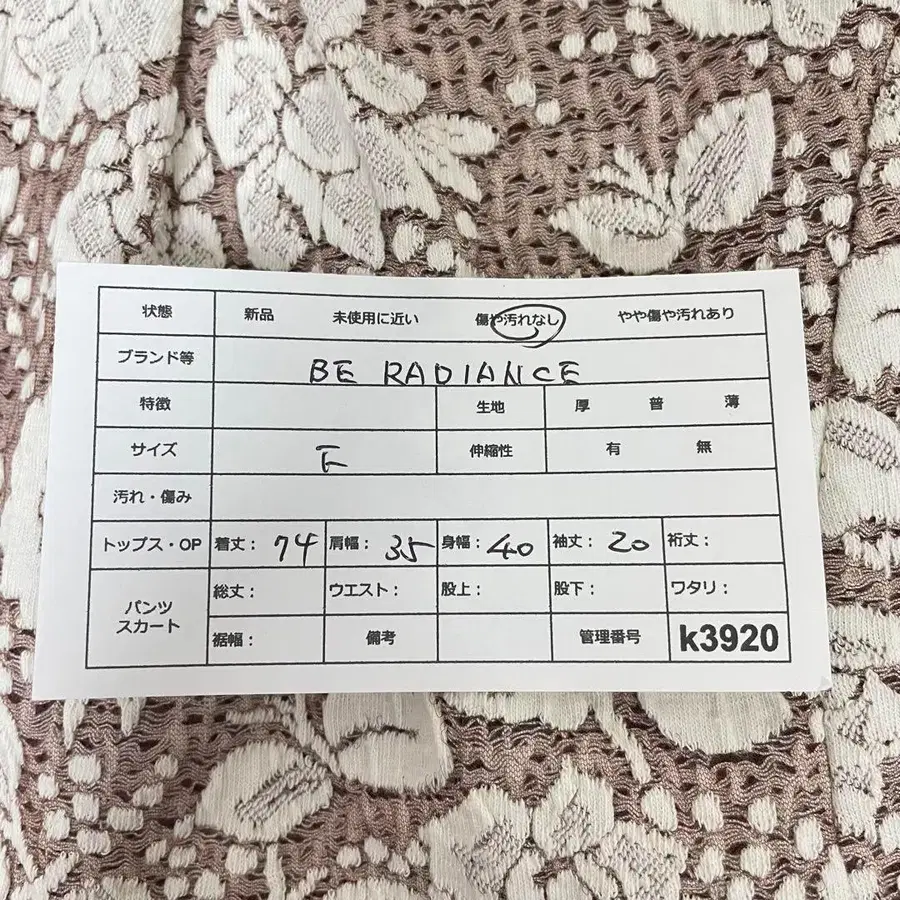 状態 新品 未使用に近い 傷や汚れなし やや傷や汚れあり
ブランド等 BE RADIANCE
特徴 生地 厚 普 薄
サイズ F 伸縮性 有 無
汚れ・傷み
トップス・OP 着丈: 74 肩幅: 35 身幅: 40 袖丈: 20 裄丈:
パンツ スカート 総丈: ウエスト: 股上: 股下: ワタリ:
裾幅: 備考 管理番号 k3920